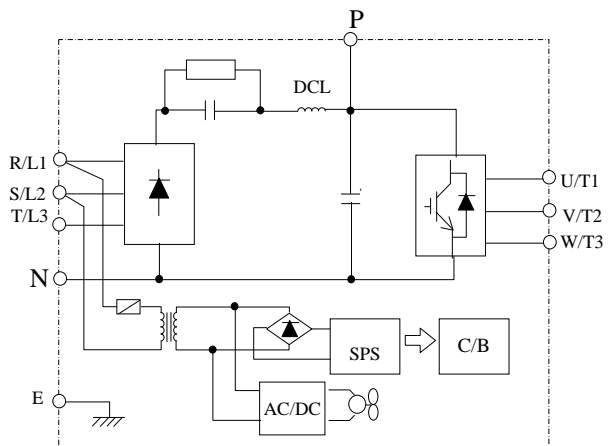 P
DCL
R/L1
S/L2
T/L3
U/T1
V/T2
W/T3
N
SPS
C/B
E
AC/DC